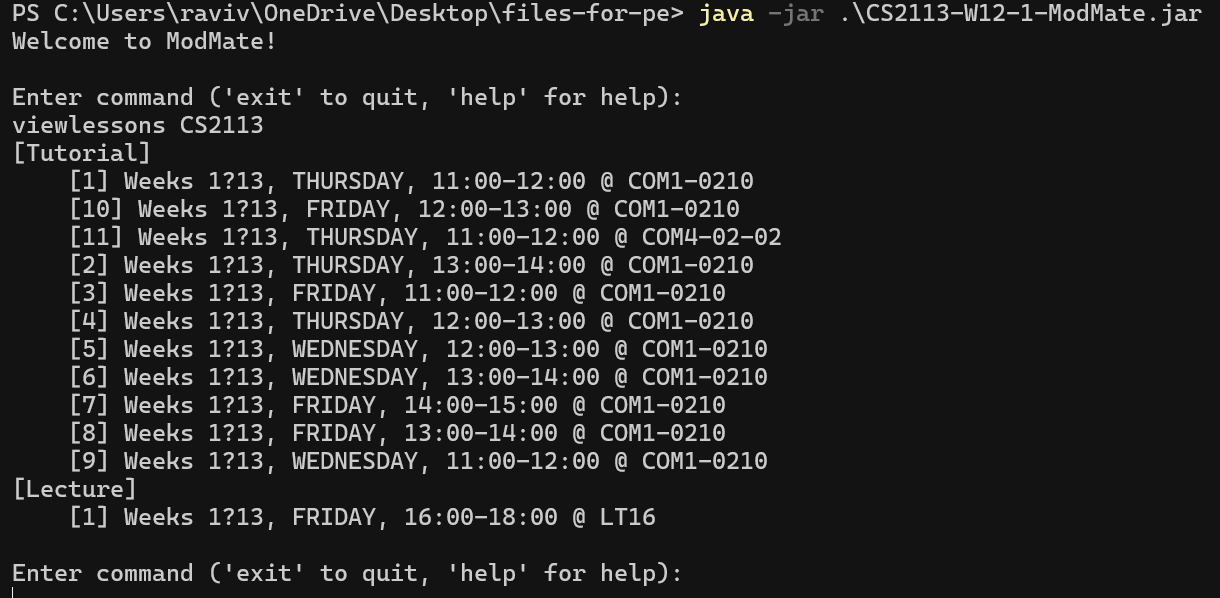 PS C:\Users\raviv\OneDrive\Desktop\files-for-pe> java -jar .\CS2113-W12-1-ModMate.jar
Welcome to ModMate!
Enter command ('exit' to quit, 'help' for help):
viewlessons CS2113
[Tutorial]
[1] Weeks 1?13, THURSDAY, 11:00-12:00 @ COM1-0210
[10] Weeks 1?13, FRIDAY, 12:00-13:00 @ COM1-0210
[11] Weeks 1?13, THURSDAY, 11:00-12:00 @ COM4-02-02
[2] Weeks 1?13, THURSDAY, 13:00-14:00 @ COM1-0210
[3] Weeks 1?13, FRIDAY, 11:00-12:00 @ COM1-0210
[4] Weeks 1?13, THURSDAY, 12:00-13:00 @ COM1-0210
[5] Weeks 1?13, WEDNESDAY, 12:00-13:00 @ COM1-0210
[6] Weeks 1?13, WEDNESDAY, 13:00-14:00 @ COM1-0210
[7] Weeks 1?13, FRIDAY, 14:00-15:00 @ COM1-0210
[8] Weeks 1?13, FRIDAY, 13:00-14:00 @ COM1-0210
[9] Weeks 1?13, WEDNESDAY, 11:00-12:00 @ COM1-0210
[Lecture]
[1] Weeks 1?13, FRIDAY, 16:00-18:00 @ LT16
Enter command ('exit' to quit, 'help' for help):